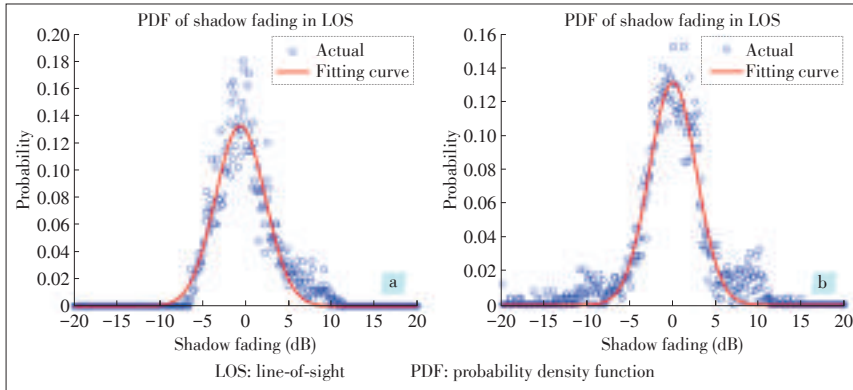 PDF of shadow fading in LOS
0.20
0.18
0.16
0.14
0.12
0.10
0.08
0.06
0.04
0.02
0
Probability
Actual
Fitting curve
a
−20 −15 −10 −5 0 5 10 15 20
Shadow fading (dB)
PDF of shadow fading in LOS
0.16
0.14
0.12
0.10
0.08
0.06
0.04
0.02
0
Probability
Actual
Fitting curve
b
−20 −15 −10 −5 0 5 10 15 20
Shadow fading (dB)
LOS: line-of-sight PDF: probability density function